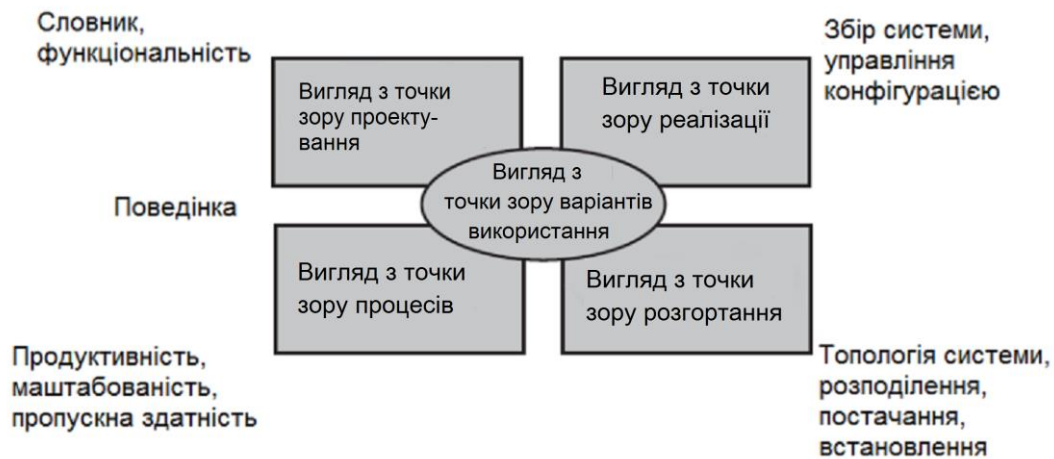 Словник,
функціональність
Збір системи,
управління
конфігурацією
Вигляд з точки
зору проекту-
вання
Вигляд з точки
зору реалізації
Вигляд з
точки зору варіантів
використання
Поведінка
Вигляд з точки
зору процесів
Вигляд з точки
зору розгортання
Продуктивність,
маштабованість,
пропускна здатність
Топологія системи,
розподілення,
постачання,
встановлення